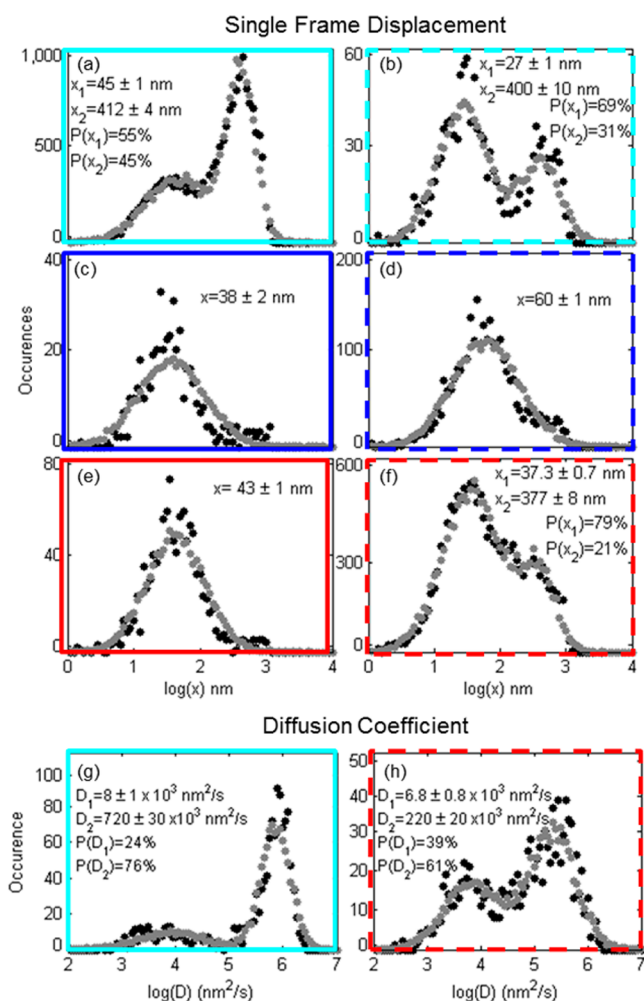 Single Frame Displacement
(a)
x1=45 ± 1 nm
x2=412 ± 4 nm
P(x1)=55%
P(x2)=45%
1,000
500
0
(b)
x1=27 ± 1 nm
x2=400 ± 10 nm
P(x1)=69%
P(x2)=31%
60
30
0
(c)
x=38 ± 2 nm
40
20
0
(d)
x=60 ± 1 nm
200
100
0
Occurences
(e)
x= 43 ± 1 nm
80
40
0
0 1 2 3 4
log(x) nm
(f)
x1=37.3 ± 0.7 nm
x2=377 ± 8 nm
P(x1)=79%
P(x2)=21%
600
300
0
0 1 2 3 4
log(x) nm
Diffusion Coefficient
(g)
D1=8 ± 1 x 10³ nm²/s
D2=720 ± 30 x10³ nm²/s
P(D1)=24%
P(D2)=76%
100
80
60
40
20
0
Occurence
2 3 4 5 6 7
log(D) (nm²/s)
(h)
D1=6.8 ± 0.8 x 10³ nm²/s
D2=220 ± 20 x10³ nm²/s
P(D1)=39%
P(D2)=61%
50
40
30
20
10
0
2 3 4 5 6 7
log(D) (nm²/s)